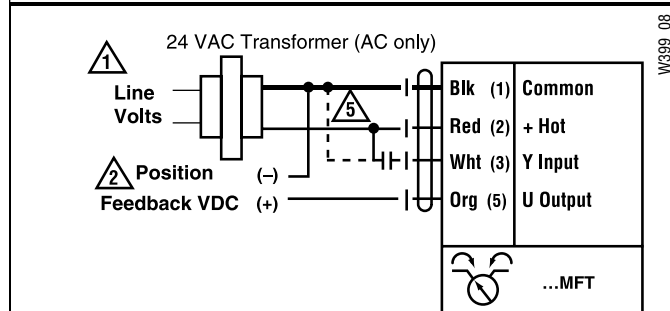 24 VAC Transformer (AC only)
W399_08
1
Line
Volts
Blk (1) Common
5
Red (2) + Hot
Wht (3) Y Input
2 Position (–)
Feedback VDC (+)
Org (5) U Output
...MFT